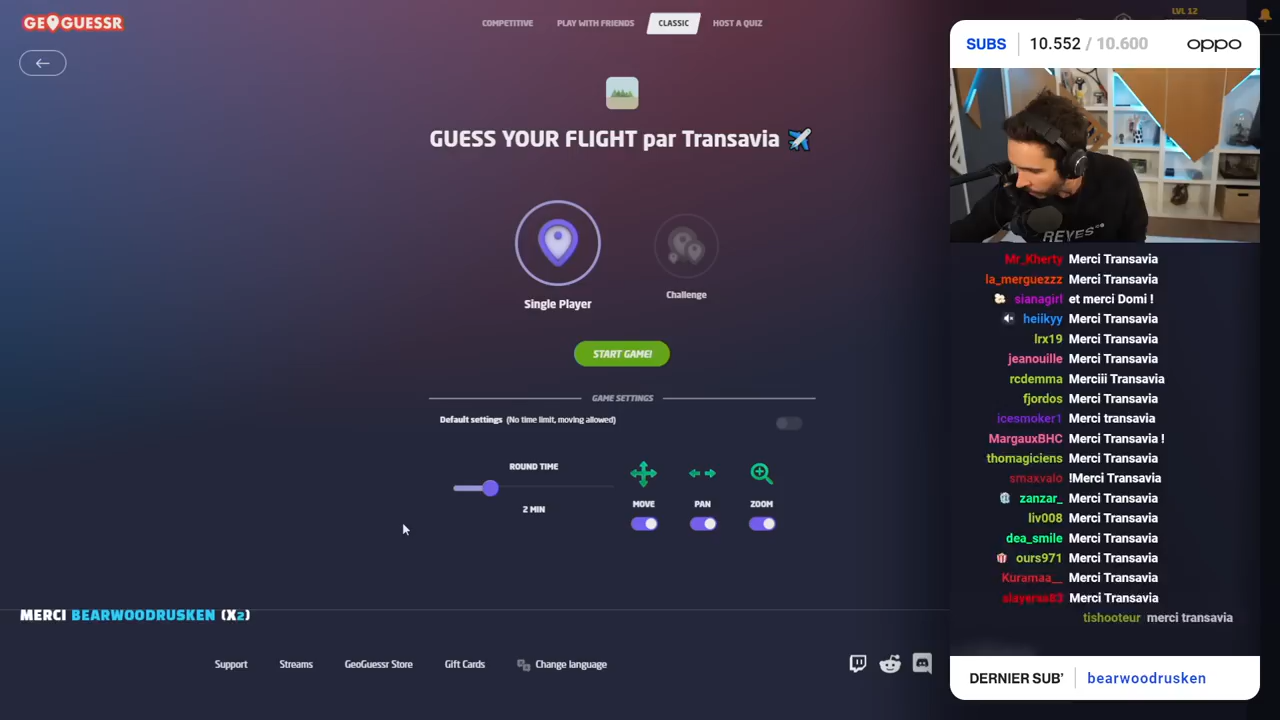 GEOGUESSR
COMPETITIVE
PLAY WITH FRIENDS
CLASSIC
HOST A QUIZ
LVL 12
GUESS YOUR FLIGHT par Transavia
Single Player
Challenge
START GAME!
GAME SETTINGS
Default settings (No time limit, moving allowed)
ROUND TIME
2 MIN
MOVE
PAN
ZOOM
MERCI BEARWOODRUSKEN (X2)
Support
Streams
GeoGuessr Store
Gift Cards
Change language
SUBS 10.552 / 10.600 oppo
Mr_Kherty Merci Transavia
la_merguezzz Merci Transavia
sianagirl et merci Domi !
heiikyy Merci Transavia
lrx19 Merci Transavia
jeanouille Merci Transavia
rcdemma Merciii Transavia
fjordos Merci Transavia
icesmoker1 Merci transavia
MargauxBHC Merci Transavia !
thomagiciens Merci Transavia
smaxvalo !Merci Transavia
zanzar_ Merci Transavia
liv008 Merci Transavia
dea_smile Merci Transavia
ours971 Merci Transavia
Kuramaa__ Merci Transavia
Merci Transavia
tishooteur merci transavia
DERNIER SUB' bearwoodrusken